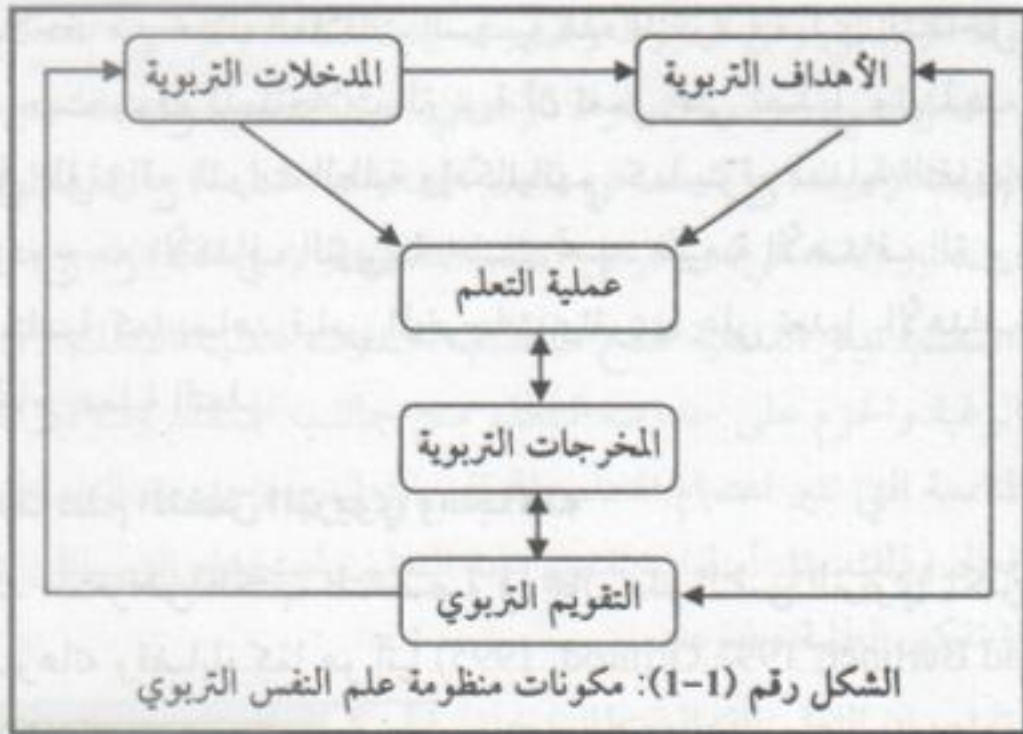 الأهداف التربوية
المدخلات التربوية
عملية التعلم
المخرجات التربوية
التقويم التربوي
الشكل رقم (1-1): مكونات منظومة علم النفس التربوي